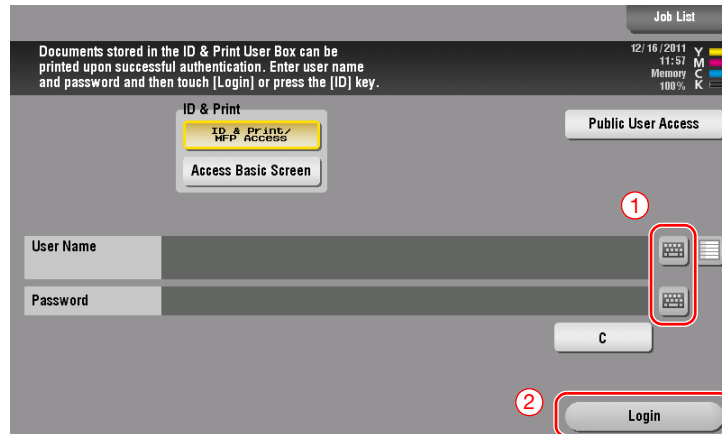 Job List
Documents stored in the ID & Print User Box can be
printed upon successful authentication. Enter user name
and password and then touch [Login] or press the [ID] key.
12/16/2011
11:57
Memory
100%
Y
M
C
K
ID & Print
ID & Print/
MFP Access
Access Basic Screen
Public User Access
1
User Name
Password
C
2
Login